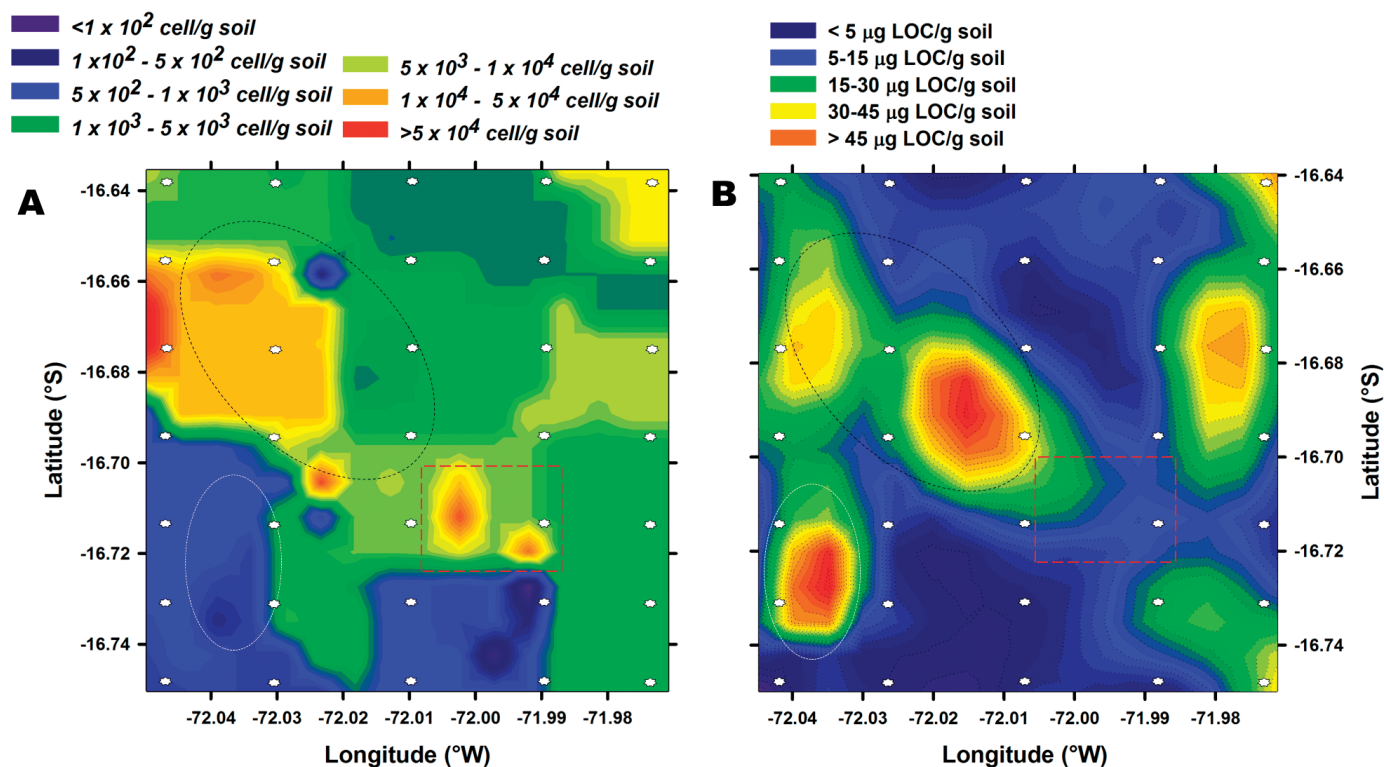 <1 x 10² cell/g soil
1 x10² - 5 x 10² cell/g soil
5 x 10² - 1 x 10³ cell/g soil
1 x 10³ - 5 x 10³ cell/g soil
5 x 10³ - 1 x 10⁴ cell/g soil
1 x 10⁴ - 5 x 10⁴ cell/g soil
>5 x 10⁴ cell/g soil
A
-16.64
-16.66
-16.68
-16.70
-16.72
-16.74
Latitude (°S)
-72.04 -72.03 -72.02 -72.01 -72.00 -71.99 -71.98
Longitude (°W)
< 5 µg LOC/g soil
5-15 µg LOC/g soil
15-30 µg LOC/g soil
30-45 µg LOC/g soil
> 45 µg LOC/g soil
B
-16.64
-16.66
-16.68
-16.70
-16.72
-16.74
Latitude (°S)
-72.04 -72.03 -72.02 -72.01 -72.00 -71.99 -71.98
Longitude (°W)